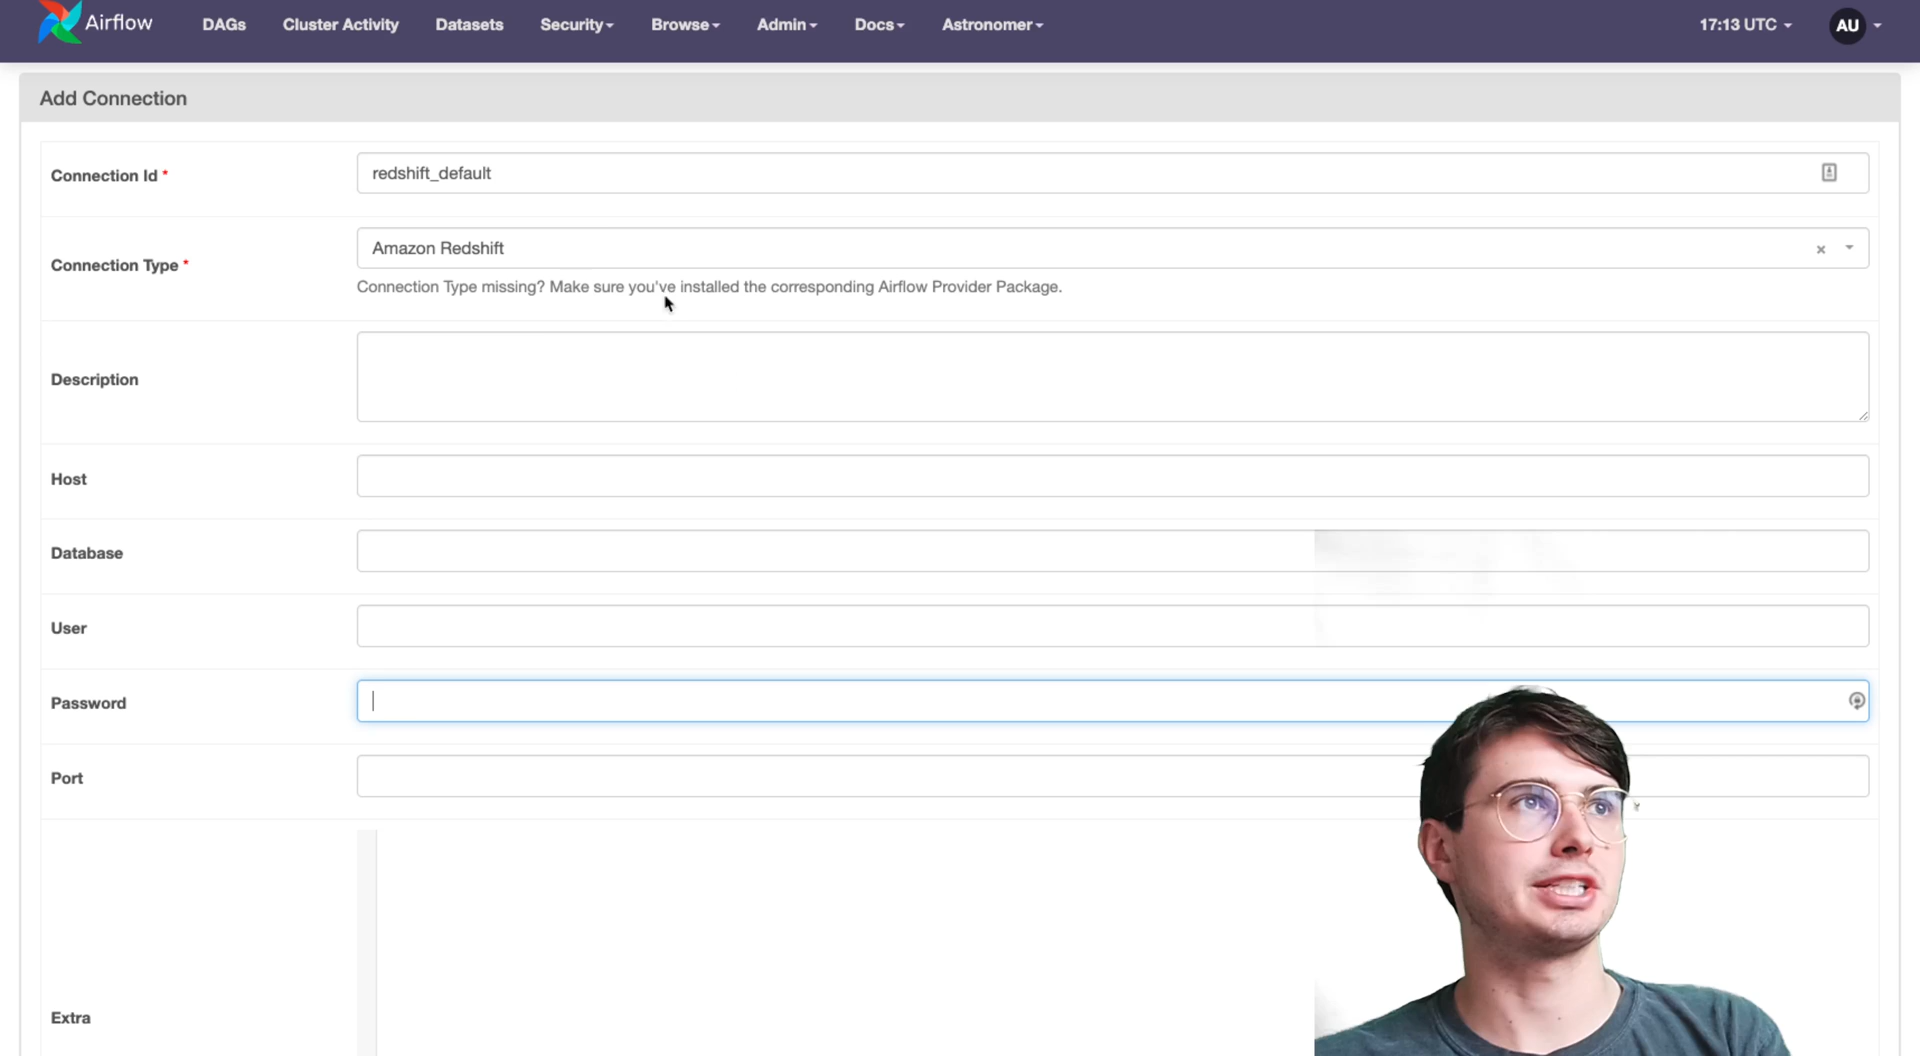 Airflow DAGs Cluster Activity Datasets Security Browse Admin Docs Astronomer 17:13 UTC AU
Add Connection
Connection Id * redshift_default
Connection Type * Amazon Redshift
Connection Type missing? Make sure you've installed the corresponding Airflow Provider Package.
Description
Host
Database
User
Password
Port
Extra